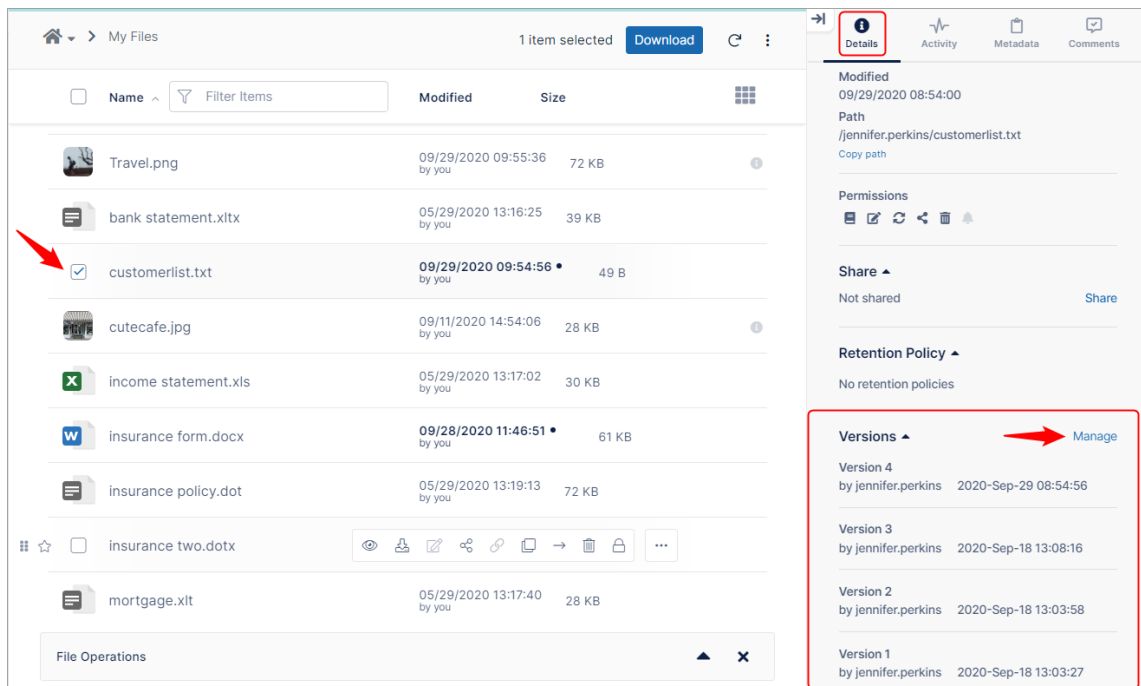 My Files
1 item selected
Download
Name
Filter Items
Modified
Size
Travel.png
09/29/2020 09:55:36
by you
72 KB
bank statement.xltx
05/29/2020 13:16:25
by you
39 KB
customerlist.txt
09/29/2020 09:54:56 •
by you
49 B
cutecafe.jpg
09/11/2020 14:54:06
by you
28 KB
income statement.xls
05/29/2020 13:17:02
by you
30 KB
insurance form.docx
09/28/2020 11:46:51 •
by you
61 KB
insurance policy.dot
05/29/2020 13:19:13
by you
72 KB
insurance two.dotx
mortgage.xlt
05/29/2020 13:17:40
by you
28 KB
File Operations
Details
Activity
Metadata
Comments
Modified
09/29/2020 08:54:00
Path
/jennifer.perkins/customerlist.txt
Copy path
Permissions
Share
Not shared
Share
Retention Policy
No retention policies
Versions
Manage
Version 4
by jennifer.perkins 2020-Sep-29 08:54:56
Version 3
by jennifer.perkins 2020-Sep-18 13:08:16
Version 2
by jennifer.perkins 2020-Sep-18 13:03:58
Version 1
by jennifer.perkins 2020-Sep-18 13:03:27